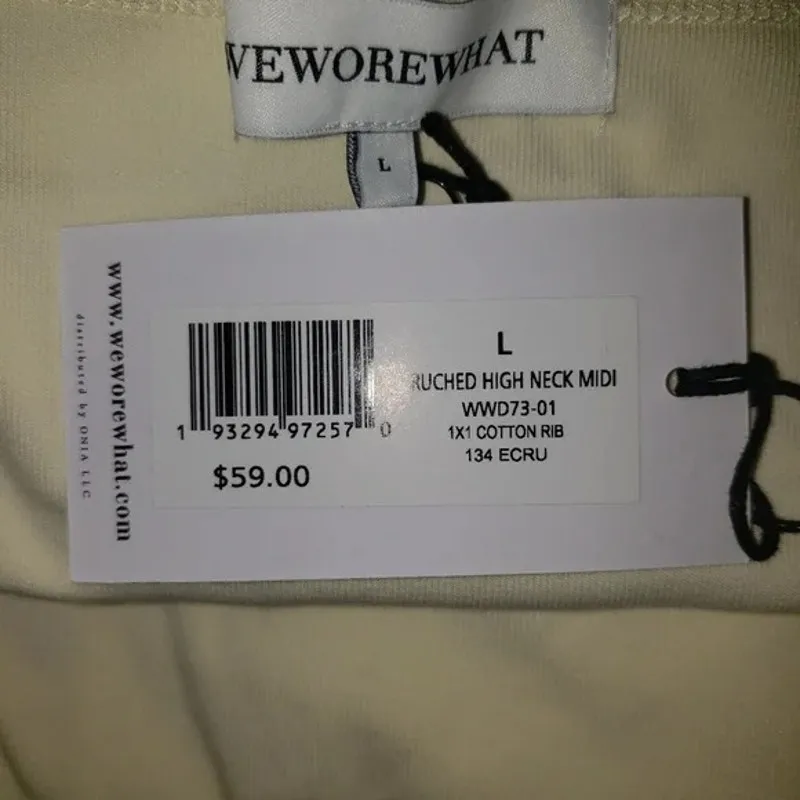 WEWOREWHAT
L
www.weworewhat.com
distributed by ONIA LLC
1 93294 97257 0
$59.00
L
RUCHED HIGH NECK MIDI
WWD73-01
1X1 COTTON RIB
134 ECRU